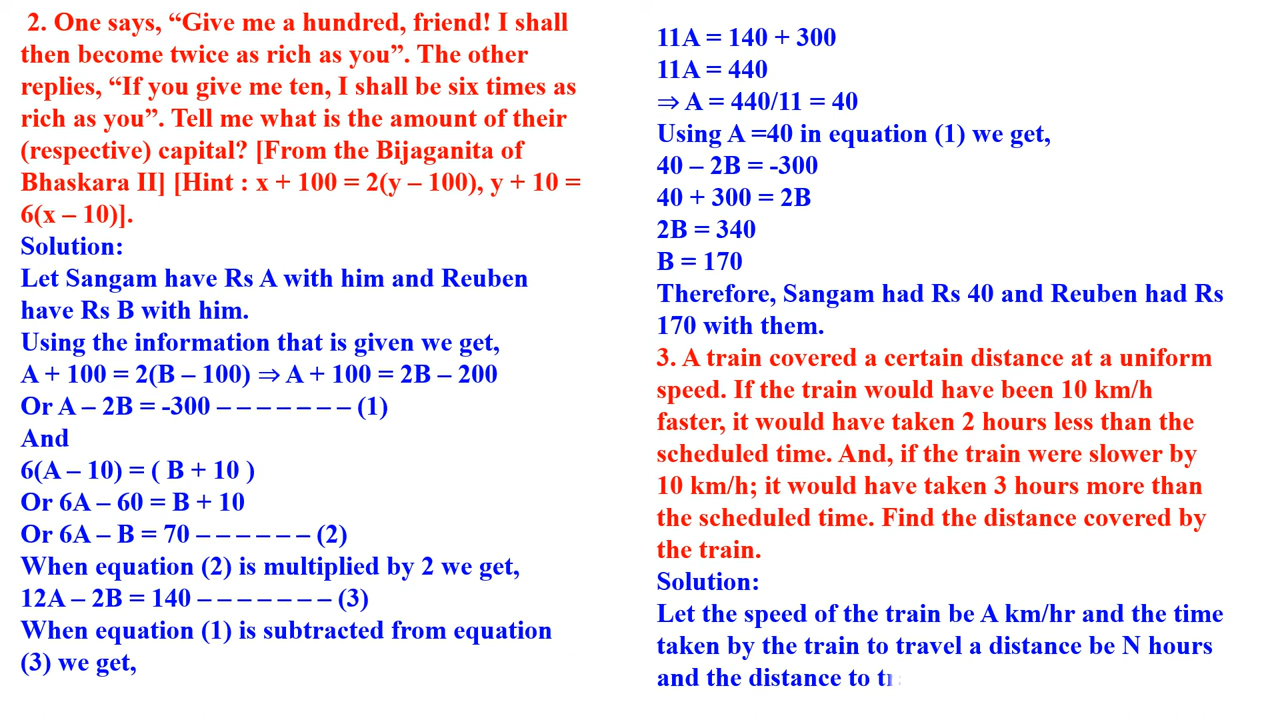 2. One says, “Give me a hundred, friend! I shall
then become twice as rich as you”. The other
replies, “If you give me ten, I shall be six times as
rich as you”. Tell me what is the amount of their
(respective) capital? [From the Bijaganita of
Bhaskara II] [Hint : x + 100 = 2(y – 100), y + 10 =
6(x – 10)].
Solution:
Let Sangam have Rs A with him and Reuben
have Rs B with him.
Using the information that is given we get,
A + 100 = 2(B – 100) ⇒ A + 100 = 2B – 200
Or A – 2B = -300 – – – – – – – (1)
And
6(A – 10) = ( B + 10 )
Or 6A – 60 = B + 10
Or 6A – B = 70 – – – – – – (2)
When equation (2) is multiplied by 2 we get,
12A – 2B = 140 – – – – – – – (3)
When equation (1) is subtracted from equation
(3) we get,
11A = 140 + 300
11A = 440
⇒ A = 440/11 = 40
Using A =40 in equation (1) we get,
40 – 2B = -300
40 + 300 = 2B
2B = 340
B = 170
Therefore, Sangam had Rs 40 and Reuben had Rs
170 with them.
3. A train covered a certain distance at a uniform
speed. If the train would have been 10 km/h
faster, it would have taken 2 hours less than the
scheduled time. And, if the train were slower by
10 km/h; it would have taken 3 hours more than
the scheduled time. Find the distance covered by
the train.
Solution:
Let the speed of the train be A km/hr and the time
taken by the train to travel a distance be N hours
and the distance to